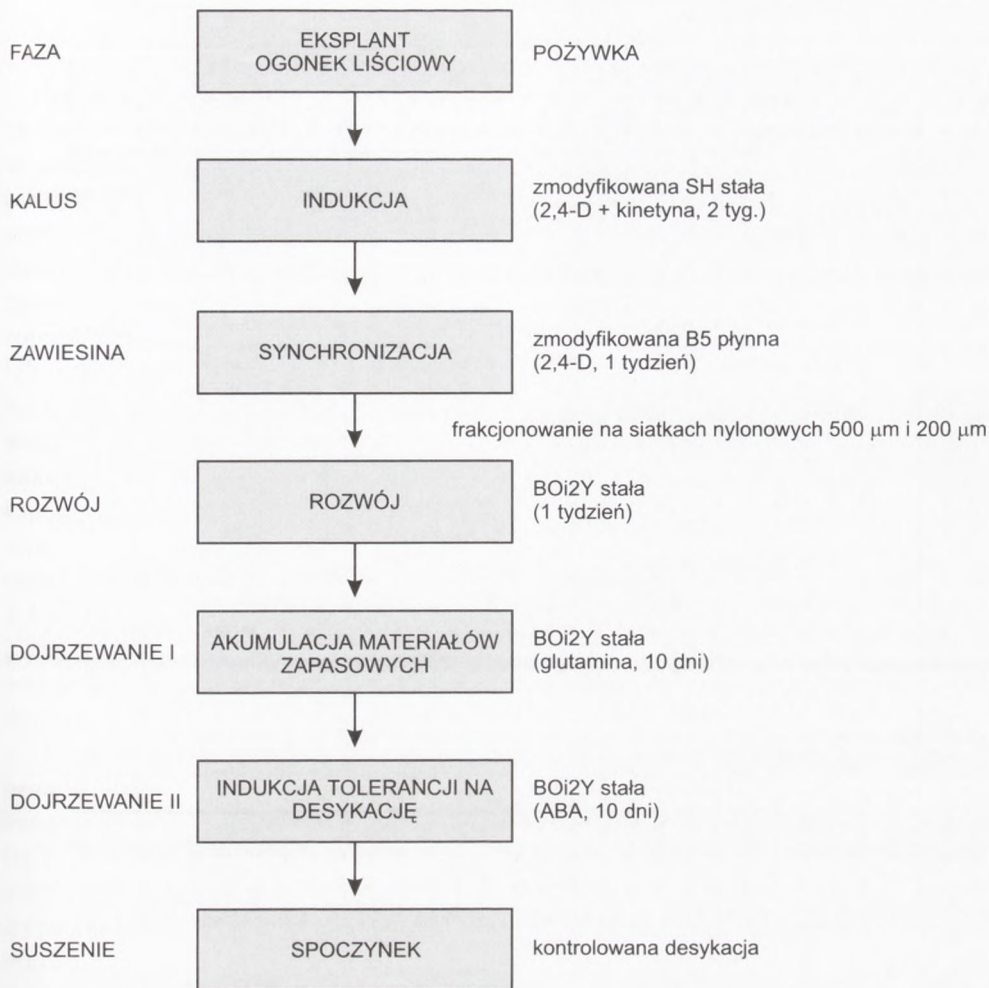 FAZA
EKSPLANT
OGONEK LIŚCIOWY
POŻYWKA
KALUS
INDUKCJA
zmodyfikowana SH stała
(2,4-D + kinetyna, 2 tyg.)
ZAWIESINA
SYNCHRONIZACJA
zmodyfikowana B5 płynna
(2,4-D, 1 tydzień)
frakcjonowanie na siatkach nylonowych 500 μm i 200 μm
ROZWÓJ
ROZWÓJ
BOi2Y stała
(1 tydzień)
DOJRZEWANIE I
AKUMULACJA MATERIAŁÓW
ZAPASOWYCH
BOi2Y stała
(glutamina, 10 dni)
DOJRZEWANIE II
INDUKCJA TOLERANCJI NA
DESYKACJĘ
BOi2Y stała
(ABA, 10 dni)
SUSZENIE
SPOCZYNEK
kontrolowana desykacja